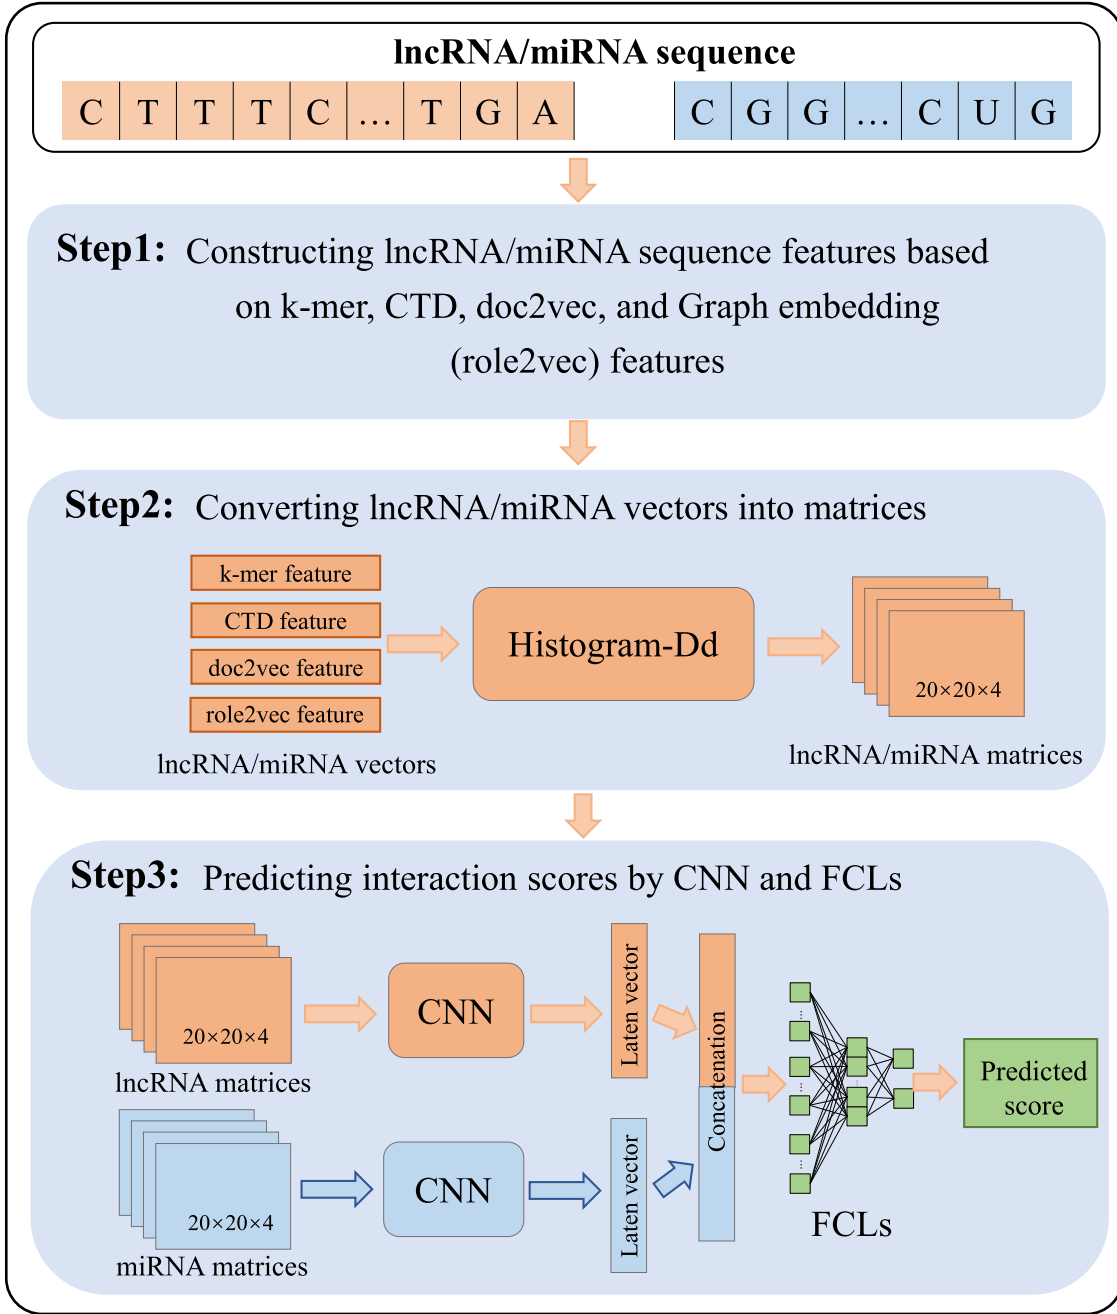 lncRNA/miRNA sequence
C T T T C ... T G A
C G G ... C U G
Step1: Constructing lncRNA/miRNA sequence features based
on k-mer, CTD, doc2vec, and Graph embedding
(role2vec) features
Step2: Converting lncRNA/miRNA vectors into matrices
k-mer feature
CTD feature
doc2vec feature
role2vec feature
lncRNA/miRNA vectors
Histogram-Dd
20×20×4
lncRNA/miRNA matrices
Step3: Predicting interaction scores by CNN and FCLs
20×20×4
lncRNA matrices
CNN
Laten vector
20×20×4
miRNA matrices
CNN
Laten vector
Concatenation
FCLs
Predicted
score